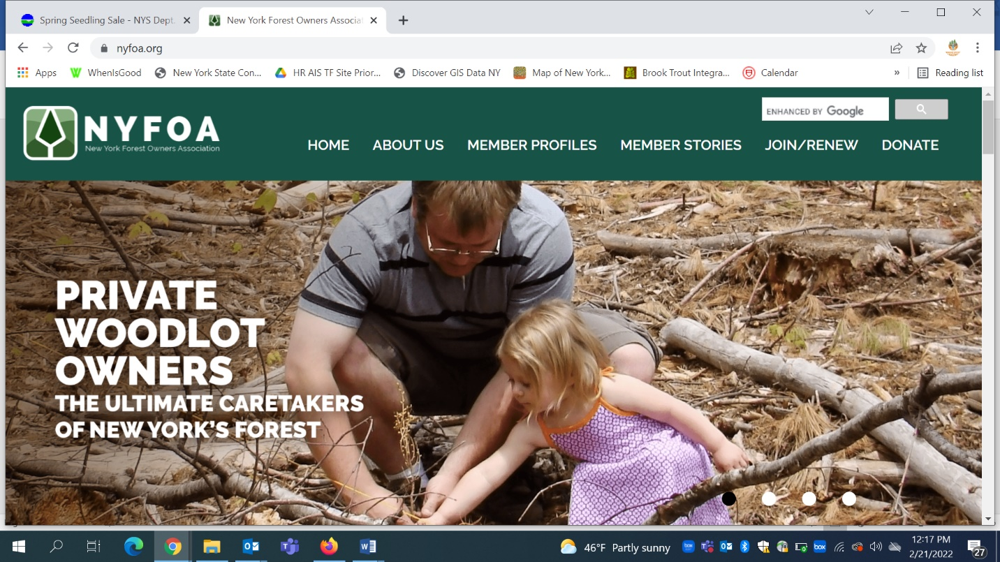 Spring Seedling Sale - NYS Dept.
New York Forest Owners Associat
nyfoa.org
Apps
WhenIsGood
New York State Con...
HR AIS TF Site Prior...
Discover GIS Data NY
Map of New York...
Brook Trout Integra...
Calendar
»
Reading list
NYFOA
New York Forest Owners Association
ENHANCED BY Google
HOME
ABOUT US
MEMBER PROFILES
MEMBER STORIES
JOIN/RENEW
DONATE
PRIVATE
WOODLOT
OWNERS
THE ULTIMATE CARETAKERS
OF NEW YORK'S FOREST
46°F Partly sunny
12:17 PM
2/21/2022
27